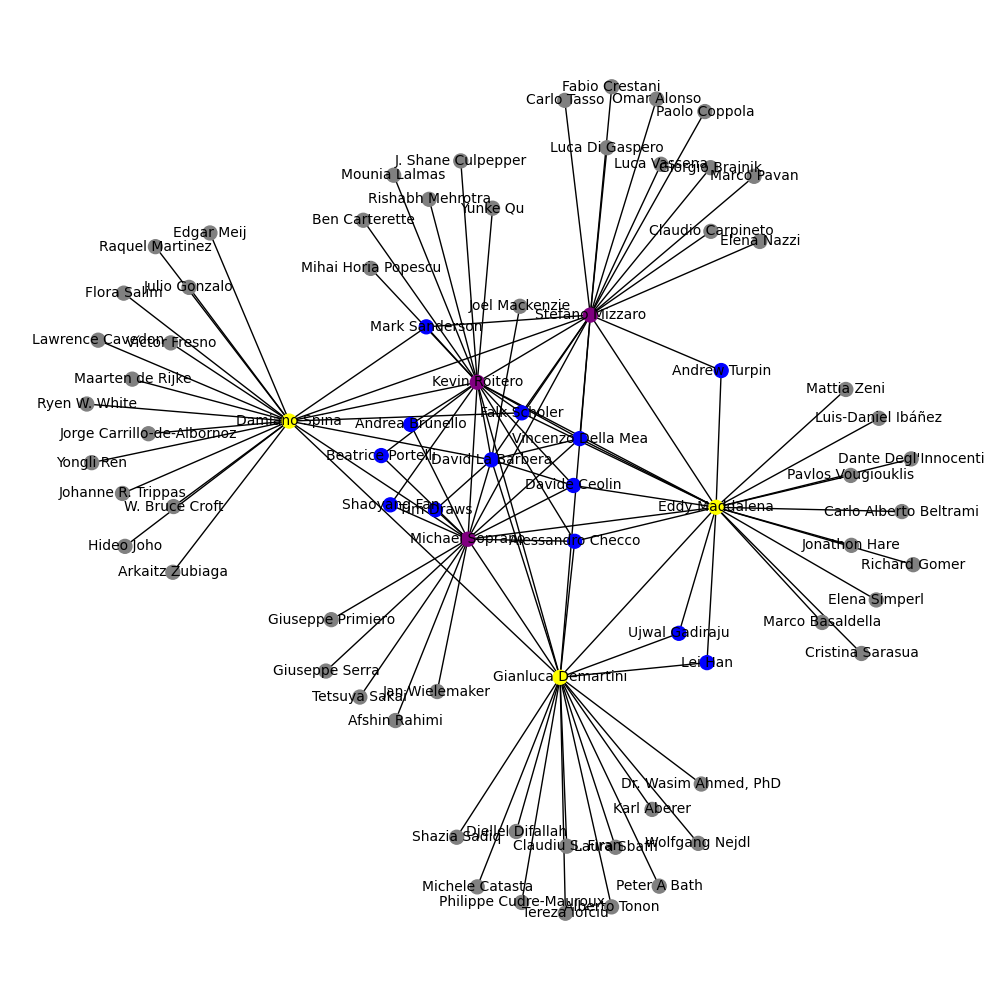 Fabio Crestani
Carlo Tasso
Omar Alonso
Paolo Coppola
Luca Di Gaspero
J. Shane Culpepper
Luca Vassena
Giorgio Brajnik
Mounia Lalmas
Marco Pavan
Rishabh Mehrotra
Yunke Qu
Ben Carterette
Edgar Meij
Claudio Carpineto
Raquel Martinez
Elena Nazzi
Mihai Horia Popescu
Julio Gonzalo
Flora Salim
Joel Mackenzie
Stefano Mizzaro
Mark Sanderson
Lawrence Cavedon
Victor Fresno
Andrew Turpin
Maarten de Rijke
Kevin Roitero
Mattia Zeni
Ryen W. White
Falk Scholer
Luis-Daniel Ibáñez
Damiano Spina
Andrea Brunello
Jorge Carrillo-de-Albornoz
Vincenzo Della Mea
Beatrice Portelli
David La Barbera
Dante Degl'Innocenti
Yongli Ren
Pavlos Vougiouklis
Davide Ceolin
Johanne R. Trippas
Shaoyang Fan
W. Bruce Croft
Eddy Maddalena
Tim Draws
Carlo Alberto Beltrami
Michael Soprano
Alessandro Checco
Hideo Joho
Jonathon Hare
Richard Gomer
Arkaitz Zubiaga
Elena Simperl
Giuseppe Primiero
Marco Basaldella
Ujwal Gadiraju
Cristina Sarasua
Lei Han
Giuseppe Serra
Gianluca Demartini
Jan Wielemaker
Tetsuya Sakai
Afshin Rahimi
Dr. Wasim Ahmed, PhD
Karl Aberer
Djellel Difallah
Shazia Sadiq
Wolfgang Nejdl
Claudiu S. Firan
Laura Sbaffi
Michele Catasta
Peter A Bath
Philippe Cudre-Mauroux
Alberto Tonon
Tereza Iofciu